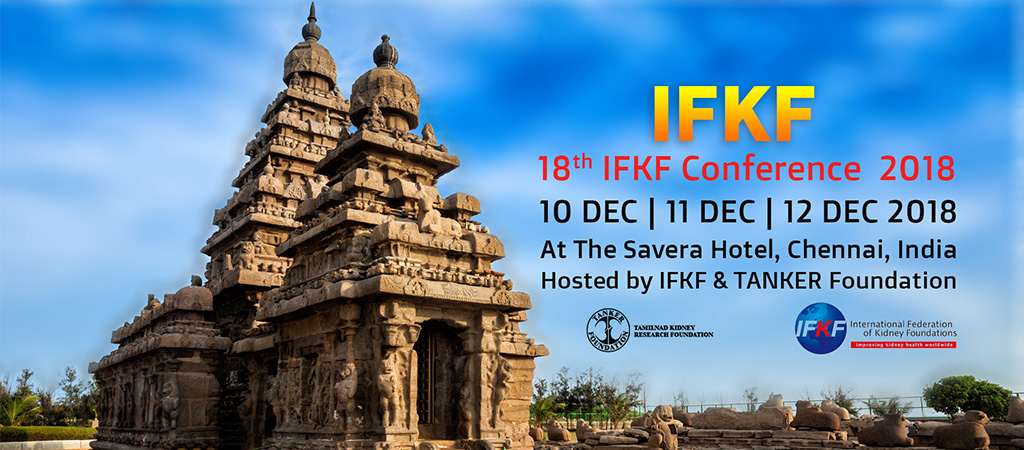 IFKF
18th IFKF Conference 2018
10 DEC | 11 DEC | 12 DEC 2018
At The Savera Hotel, Chennai, India
Hosted by IFKF & TANKER Foundation
TANKER
FOUNDATION
TAMILNAD KIDNEY
RESEARCH FOUNDATION
IFKF
International Federation
of Kidney Foundations
improving kidney health worldwide